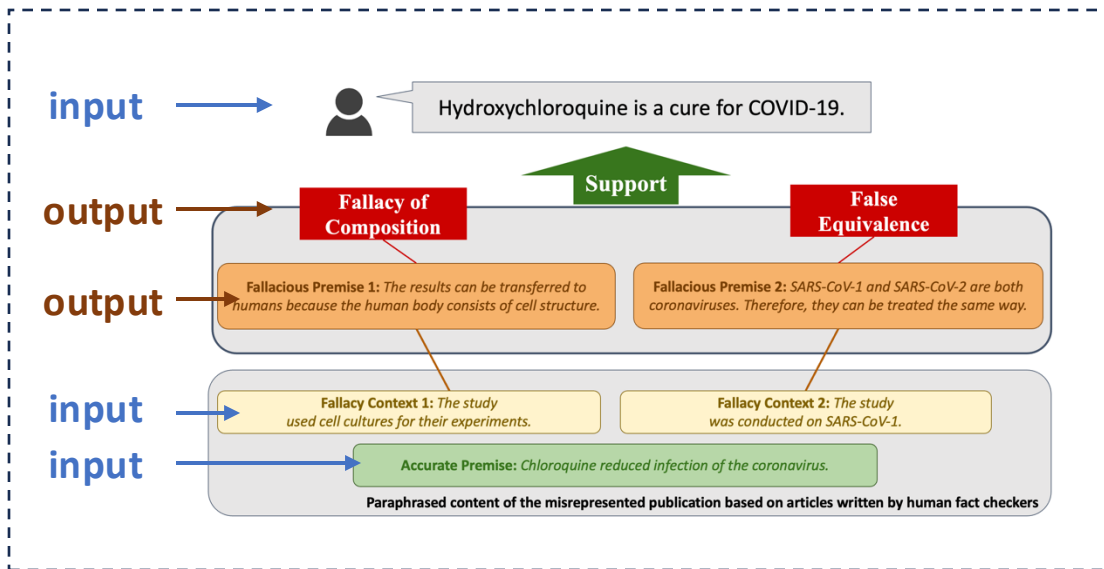 input
Hydroxychloroquine is a cure for COVID-19.
Support
output
Fallacy of
Composition
False
Equivalence
output
Fallacious Premise 1: The results can be transferred to
humans because the human body consists of cell structure.
Fallacious Premise 2: SARS-CoV-1 and SARS-CoV-2 are both
coronaviruses. Therefore, they can be treated the same way.
input
Fallacy Context 1: The study
used cell cultures for their experiments.
Fallacy Context 2: The study
was conducted on SARS-CoV-1.
input
Accurate Premise: Chloroquine reduced infection of the coronavirus.
Paraphrased content of the misrepresented publication based on articles written by human fact checkers